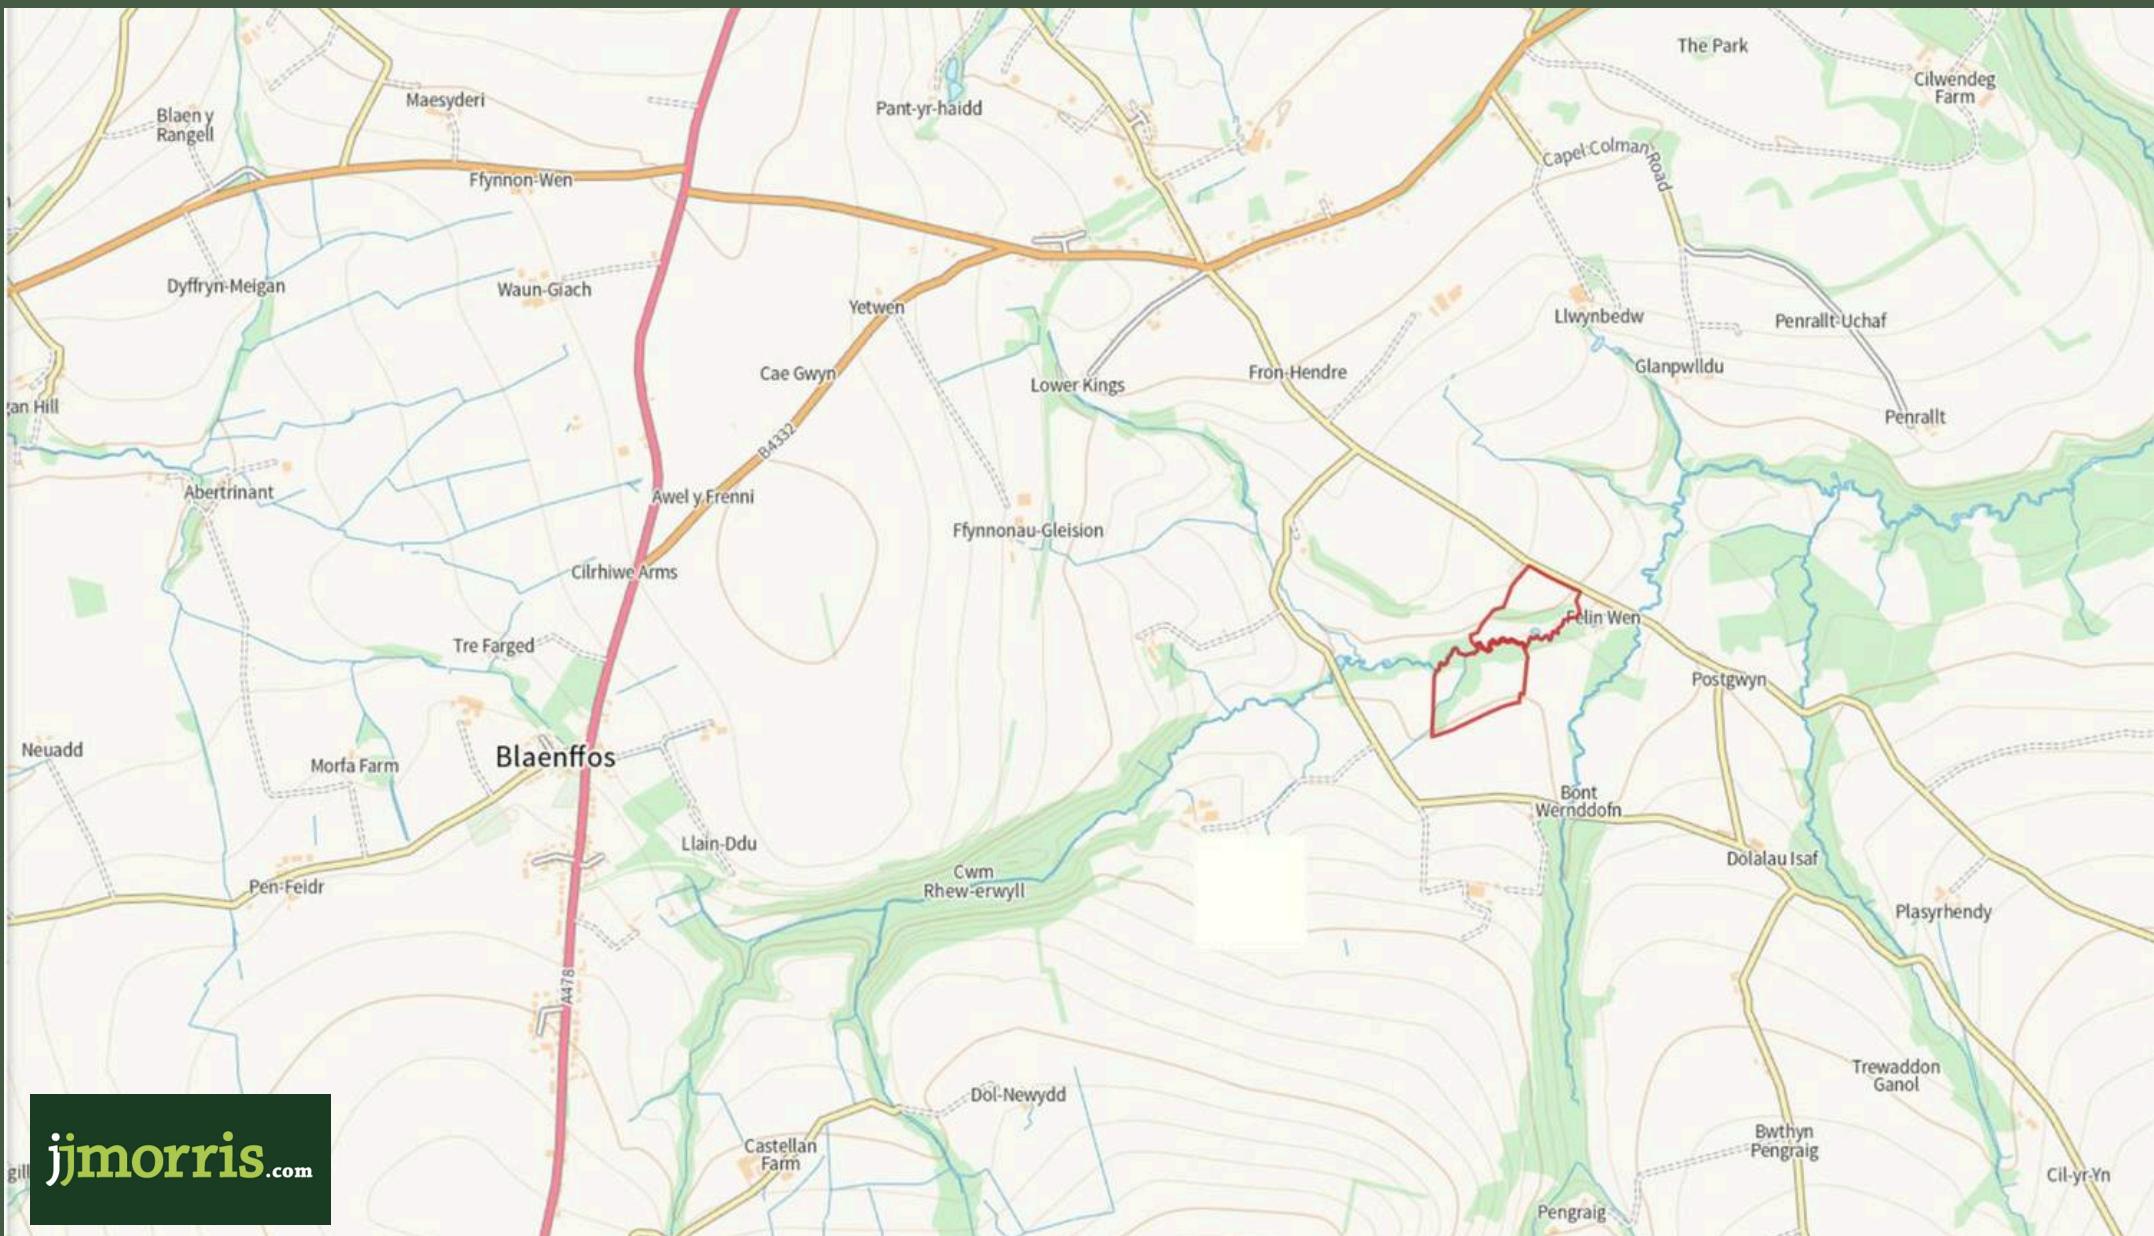 The Park
Cilwendeg
Farm
Maesyderi
Pant-yr-haidd
Blaen y
Rangell
Capel Colman Road
Ffynnon-Wen
Dyffryn-Meigan
Waun-Giach
Yetwen
Llwynbedw
Penrallt-Uchaf
Cae Gwyn
Lower Kings
Fron-Hendre
Glanpwlldu
Hill
Penrallt
B4332
Abertrinant
Awel y Frenni
Ffynnonau-Gleision
Cilrhiwe Arms
Felin Wen
Tre Farged
Postgwyn
Neuadd
Blaenffos
Morfa Farm
Bont
Wernddofn
Llain-Ddu
Dolalau Isaf
Pen-Feidr
Cwm
Rhew-erwyll
Plasyrhendy
A478
Dol-Newydd
Trewaddon
Ganol
Castellan
Farm
Bwthyn
Pengraig
Cil-yr-Yn
Pengraig
jjmorris.com